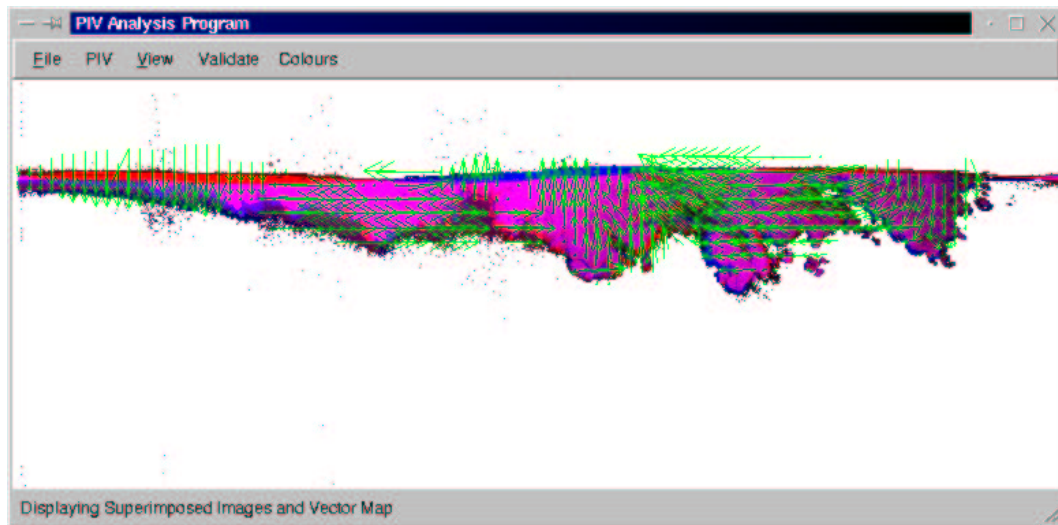 PIV Analysis Program
File PIV View Validate Colours
Displaying Superimposed Images and Vector Map